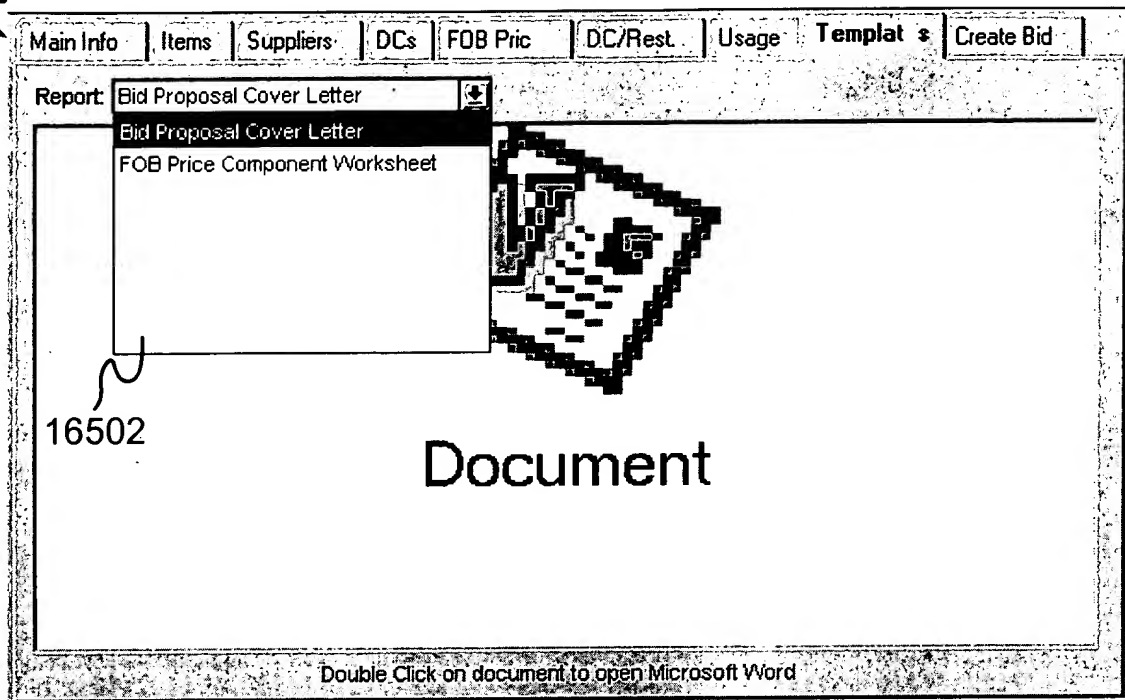 Main Info Items Suppliers DCs FOB Pric DC/Rest. Usage Templat s Create Bid
Report: Bid Proposal Cover Letter
Bid Proposal Cover Letter
FOB Price Component Worksheet
16502
Document
Double Click on document to open Microsoft Word